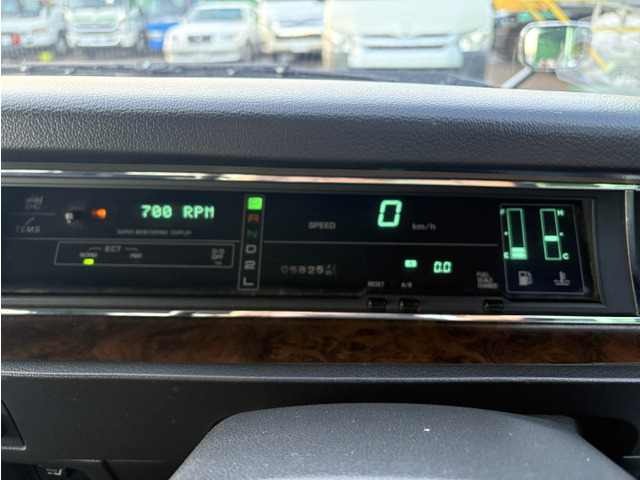 EHC
700 RPM
P
R
N
D
2
L
0
SPEED
km/h
TEMS
SUPER MONITORING DISPLAY
ECT
NORM
PWR
O/D
OFF
05825
0.0
RESET
A/B
FUEL
SCALE
CHANGE
F
E
H
C